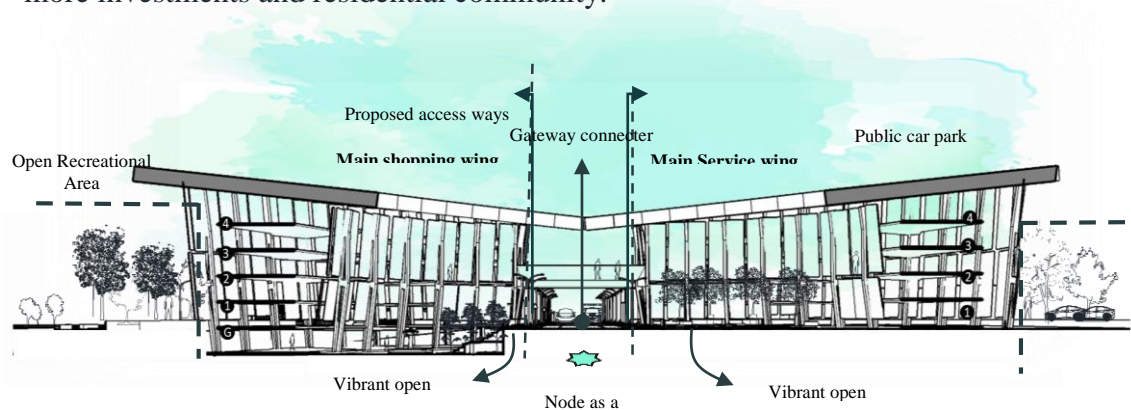 more investments and residential community.
Proposed access ways
Gateway connecter
Public car park
Open Recreational
Area
Main shopping wing
Main Service wing
4
3
2
1
G
4
3
2
1
Vibrant open
Node as a
Vibrant open